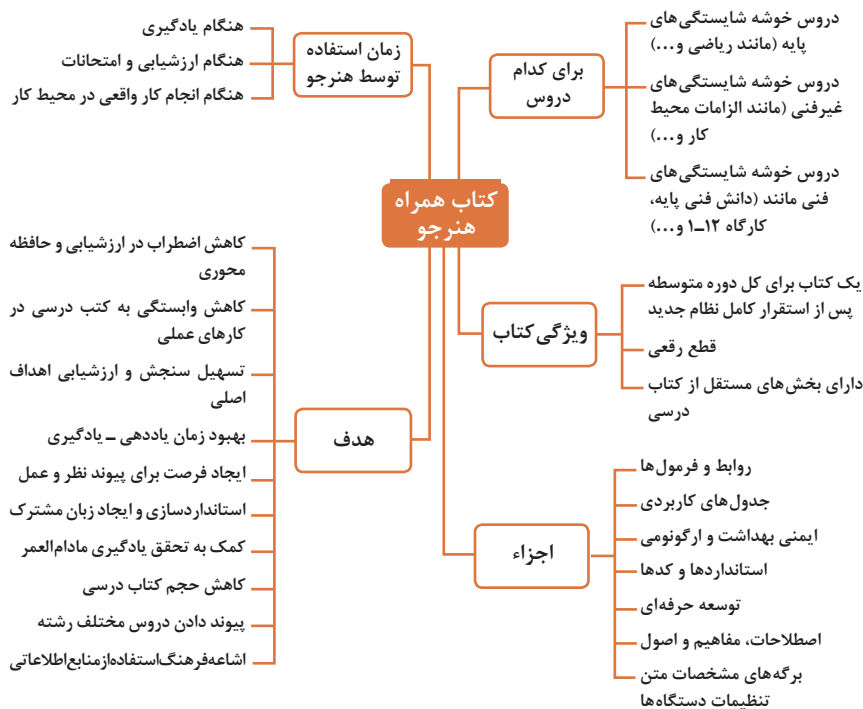 کتاب همراه
هنرجو
برای کدام
دروس
دروس خوشه شایستگی‌های
پایه (مانند ریاضی و...)
دروس خوشه شایستگی‌های
غیرفنی (مانند الزامات محیط
کار و...)
دروس خوشه شایستگی‌های
فنی مانند (دانش فنی پایه،
کارگاه ۱۲ــ۱ و...)
ویژگی کتاب
یک کتاب برای کل دوره متوسطه
پس از استقرار کامل نظام جدید
قطع رقعی
دارای بخش‌های مستقل از کتاب
درسی
اجزاء
روابط و فرمول‌ها
جدول‌های کاربردی
ایمنی بهداشت و ارگونومی
استانداردها و کدها
توسعه حرفه‌ای
اصطلاحات، مفاهیم و اصول
برگه‌های مشخصات متن
تنظیمات دستگاه‌ها
زمان استفاده
توسط هنرجو
هنگام یادگیری
هنگام ارزشیابی و امتحانات
هنگام انجام کار واقعی در محیط کار
هدف
کاهش اضطراب در ارزشیابی و حافظه
محوری
کاهش وابستگی به کتب درسی در
کارهای عملی
تسهیل سنجش و ارزشیابی اهداف
اصلی
بهبود زمان یاددهی ــ یادگیری
ایجاد فرصت برای پیوند نظر و عمل
استانداردسازی و ایجاد زبان مشترک
کمک به تحقق یادگیری مادام‌العمر
کاهش حجم کتاب درسی
پیوند دادن دروس مختلف رشته
اشاعه‌فرهنگ‌استفاده‌ازمنابع‌اطلاعاتی